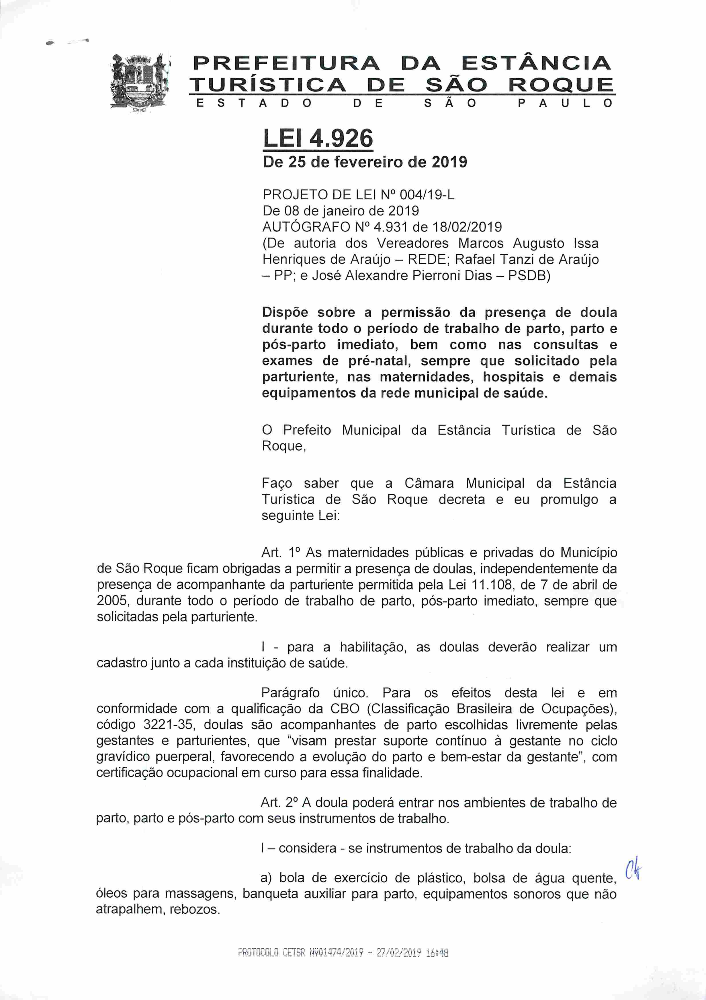 PREFEITURA DA ESTÂNCIA
TURÍSTICA DE SÃO ROQUE
ESTADO DE SÃO PAULO
LEI 4.926
De 25 de fevereiro de 2019
PROJETO DE LEI Nº 004/19-L
De 08 de janeiro de 2019
AUTÓGRAFO Nº 4.931 de 18/02/2019
(De autoria dos Vereadores Marcos Augusto Issa
Henriques de Araújo – REDE; Rafael Tanzi de Araújo
– PP; e José Alexandre Pierroni Dias – PSDB)
Dispõe sobre a permissão da presença de doula
durante todo o período de trabalho de parto, parto e
pós-parto imediato, bem como nas consultas e
exames de pré-natal, sempre que solicitado pela
parturiente, nas maternidades, hospitais e demais
equipamentos da rede municipal de saúde.
O Prefeito Municipal da Estância Turística de São
Roque,
Faço saber que a Câmara Municipal da Estância
Turística de São Roque decreta e eu promulgo a
seguinte Lei:
Art. 1º As maternidades públicas e privadas do Município
de São Roque ficam obrigadas a permitir a presença de doulas, independentemente da
presença de acompanhante da parturiente permitida pela Lei 11.108, de 7 de abril de
2005, durante todo o período de trabalho de parto, pós-parto imediato, sempre que
solicitadas pela parturiente.
I - para a habilitação, as doulas deverão realizar um
cadastro junto a cada instituição de saúde.
Parágrafo único. Para os efeitos desta lei e em
conformidade com a qualificação da CBO (Classificação Brasileira de Ocupações),
código 3221-35, doulas são acompanhantes de parto escolhidas livremente pelas
gestantes e parturientes, que “visam prestar suporte contínuo à gestante no ciclo
gravídico puerperal, favorecendo a evolução do parto e bem-estar da gestante”, com
certificação ocupacional em curso para essa finalidade.
Art. 2º A doula poderá entrar nos ambientes de trabalho de
parto, parto e pós-parto com seus instrumentos de trabalho.
I – considera - se instrumentos de trabalho da doula:
a) bola de exercício de plástico, bolsa de água quente,
óleos para massagens, banqueta auxiliar para parto, equipamentos sonoros que não
atrapalhem, rebozos.
PROTOCOLO CETSR Nº01474/2019 - 27/02/2019 16:48